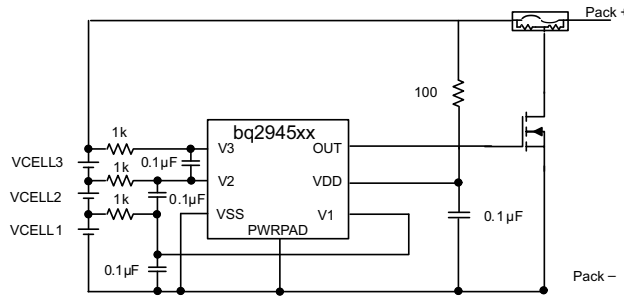 Pack +
100
1k
bq2945xx
VCELL3
0.1µF
V3
OUT
1k
V2
VDD
VCELL2
0.1µF
1k
VSS
V1
0.1µF
VCELL1
PWRPAD
0.1µF
Pack –